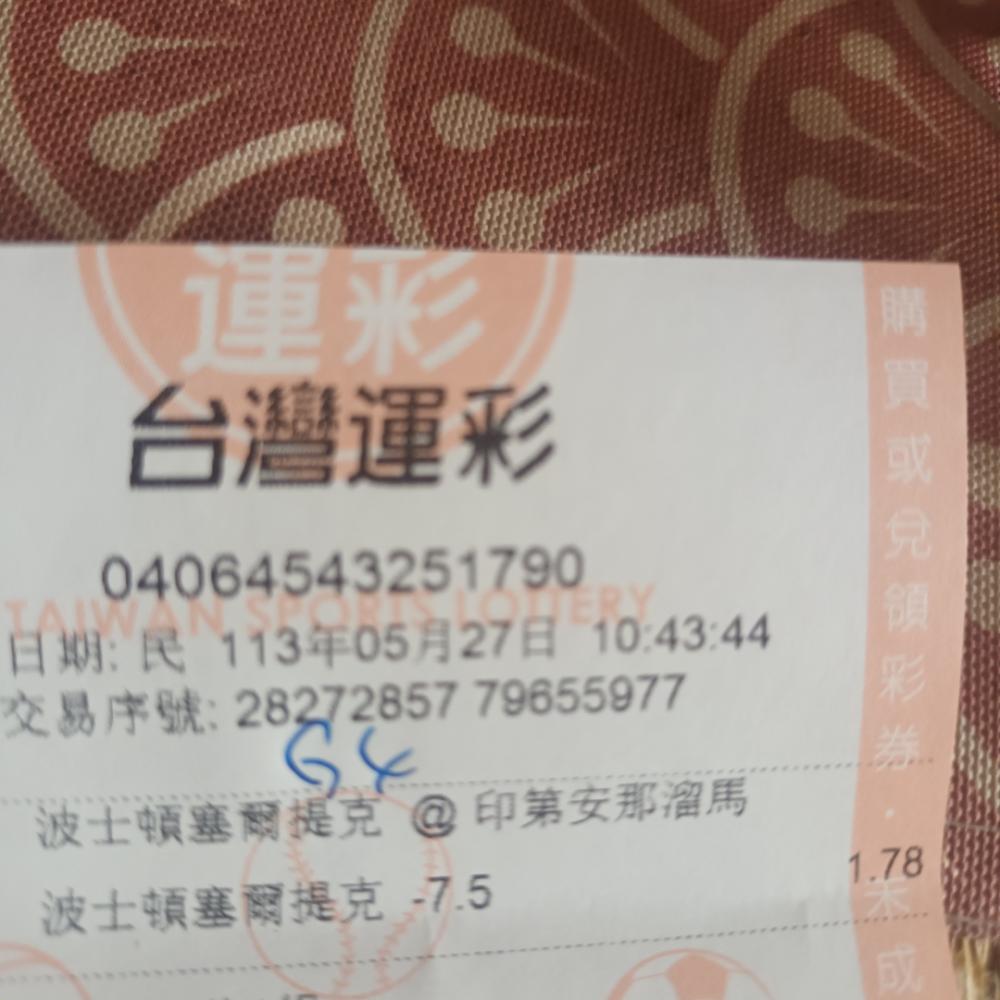 運彩
台灣運彩
04064543251790
TAIWAN SPORTS LOTTERY
日期: 民 113年05月27日 10:43:44
交易序號: 28272857 79655977
G4
波士頓塞爾提克 @ 印第安那溜馬
1.78
波士頓塞爾提克 -7.5
購買或兌領彩券·未成